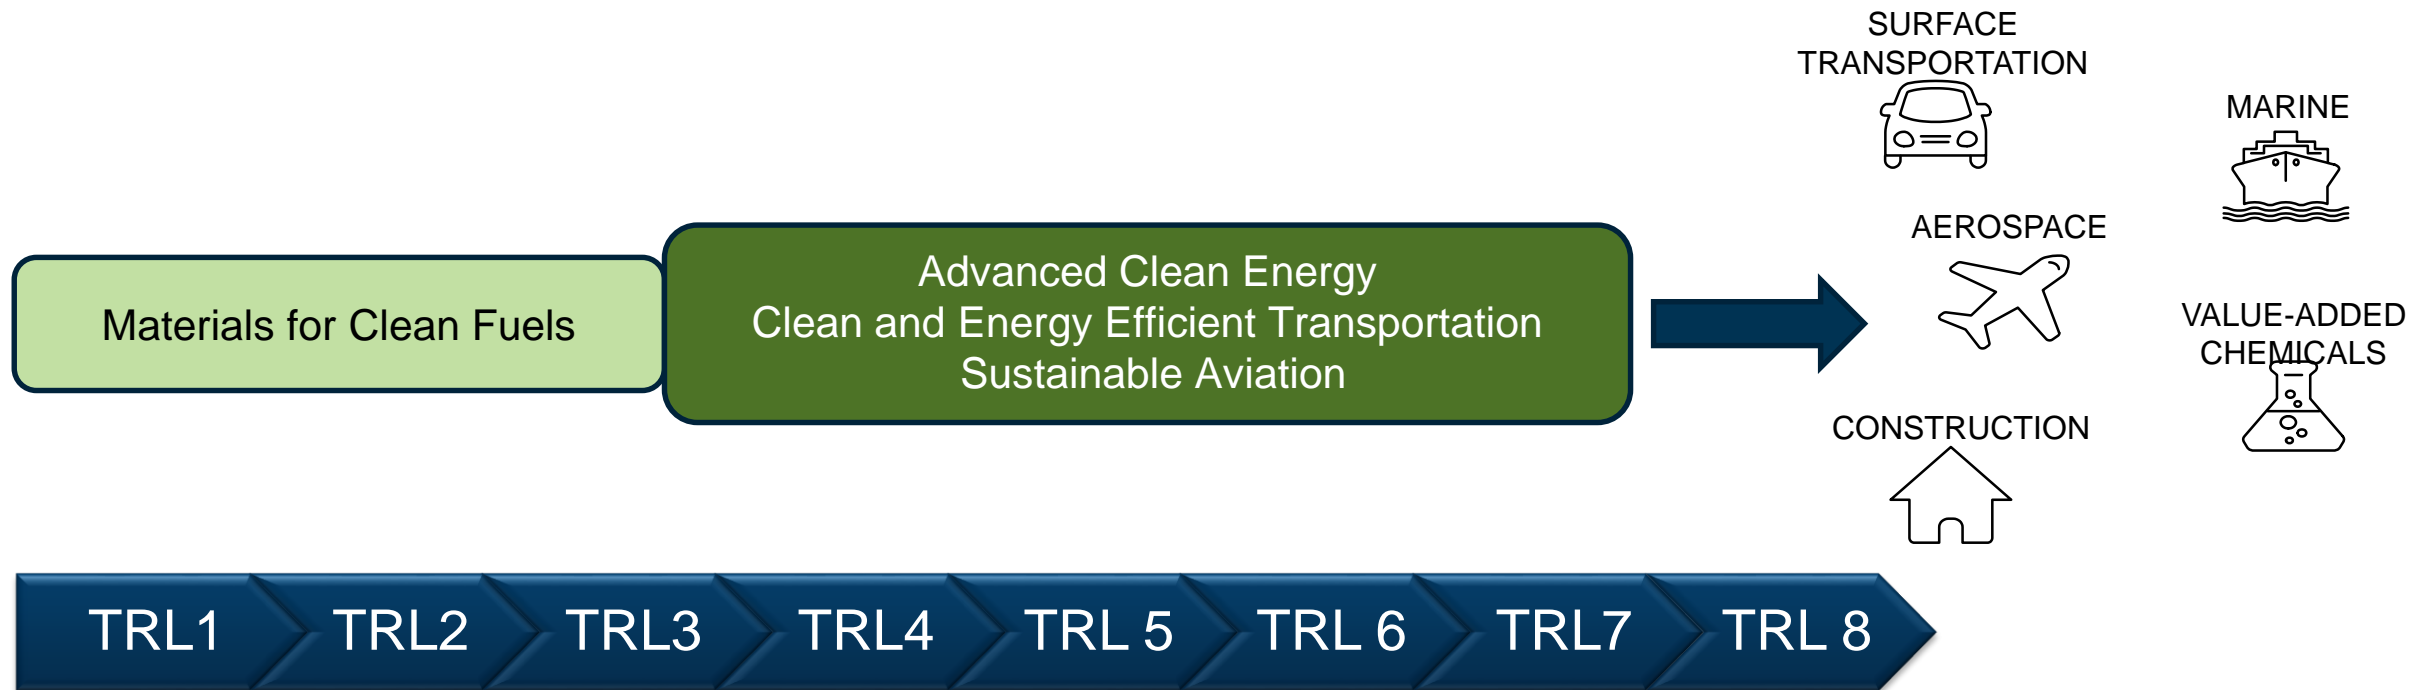 SURFACE
TRANSPORTATION
MARINE
AEROSPACE
VALUE-ADDED
CHEMICALS
CONSTRUCTION
Materials for Clean Fuels
Advanced Clean Energy
Clean and Energy Efficient Transportation
Sustainable Aviation
TRL1
TRL2
TRL3
TRL4
TRL 5
TRL 6
TRL7
TRL 8